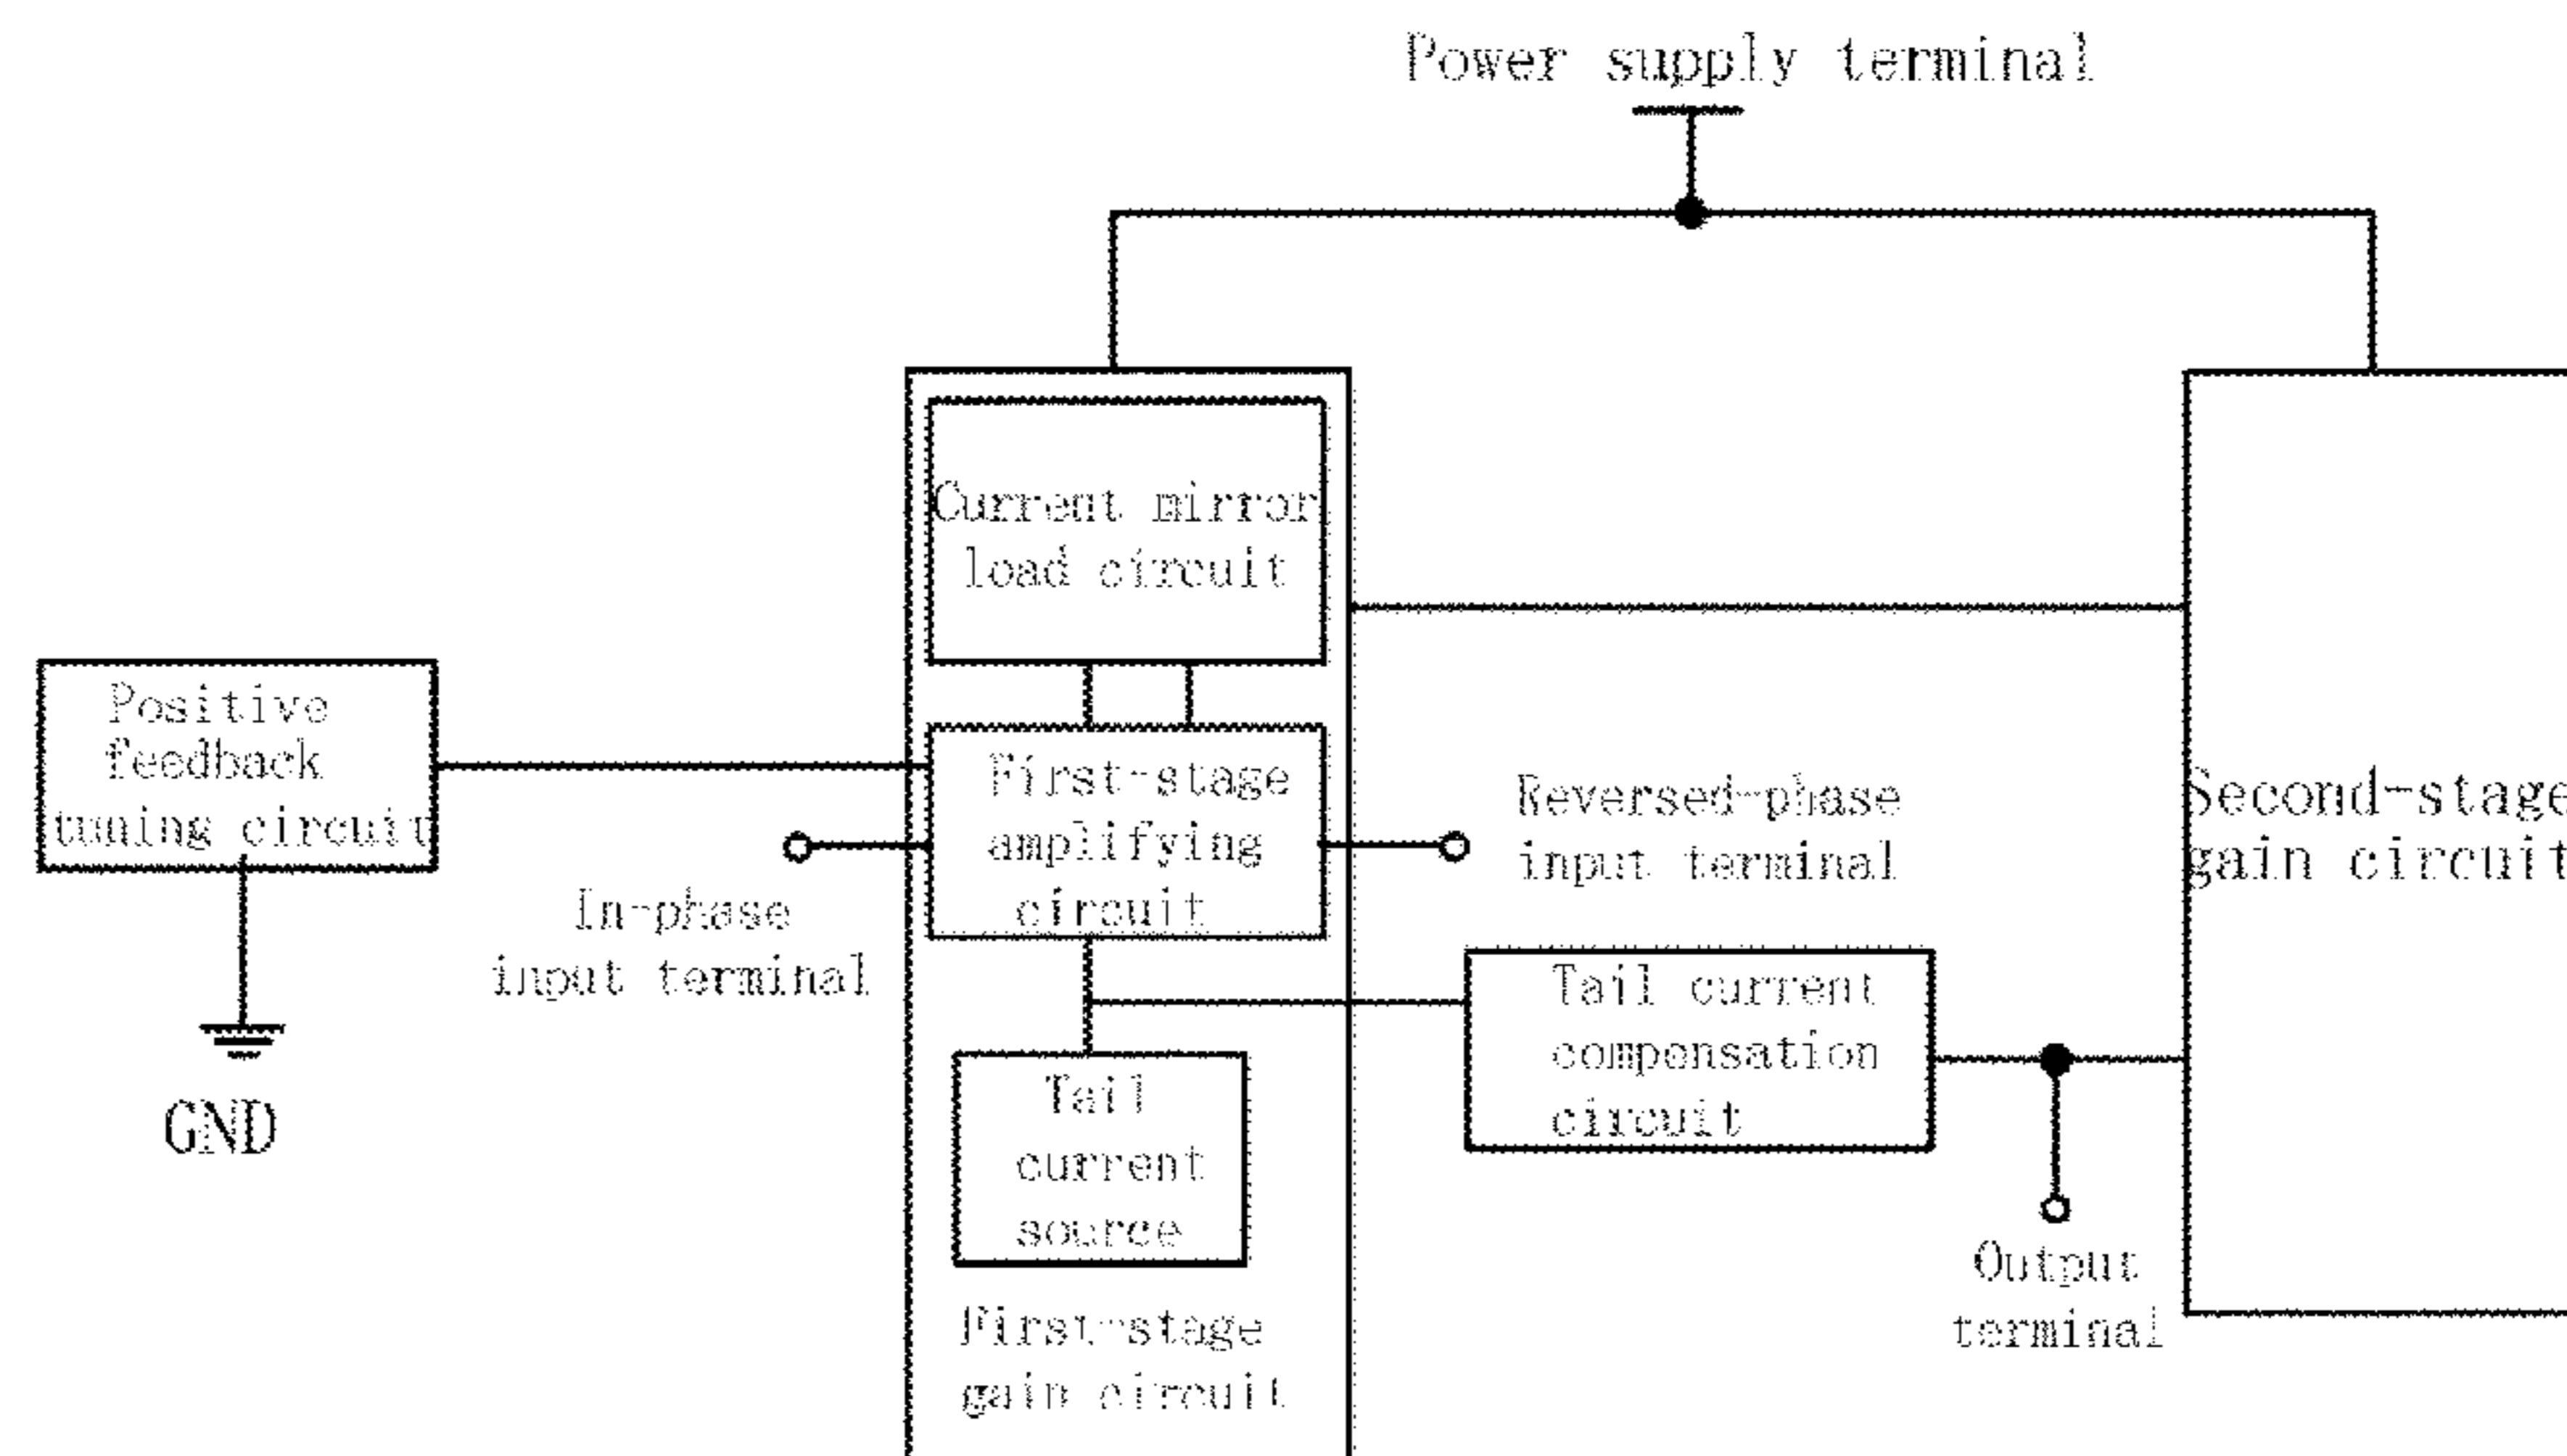 Power supply terminal
Current mirror
load circuit
Positive
feedback
tuning circuit
First-stage
amplifying
circuit
In-phase
input terminal
Reversed-phase
input terminal
Second-stage
gain circuit
Tail current
compensation
circuit
Tail
current
source
GND
Output
terminal
First-stage
gain circuit